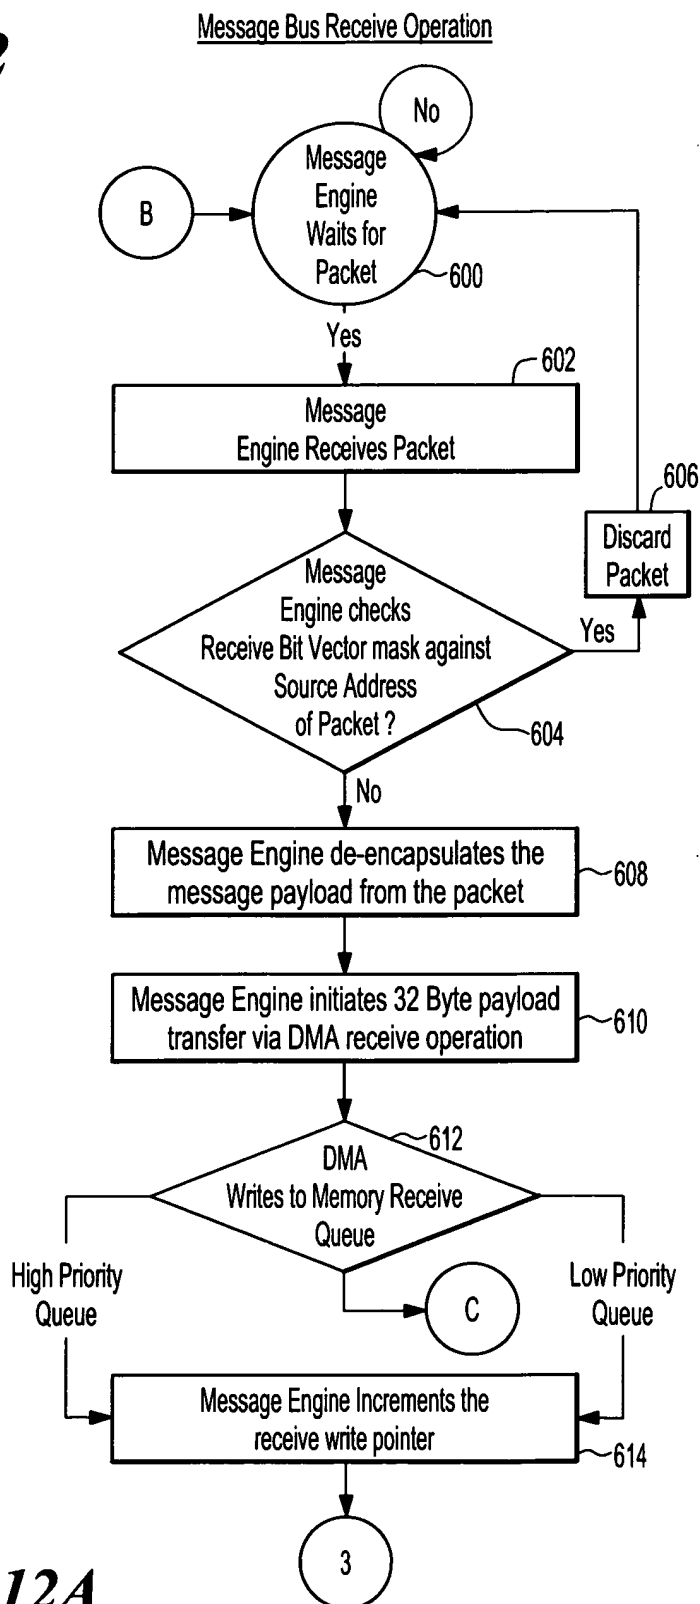 Message Bus Receive Operation
No
Message
Engine
Waits for
Packet
B
600
Yes
602
Message
Engine Receives Packet
606
Discard
Packet
Message
Engine checks
Receive Bit Vector mask against
Source Address
of Packet ?
Yes
604
No
Message Engine de-encapsulates the
message payload from the packet
608
Message Engine initiates 32 Byte payload
transfer via DMA receive operation
610
612
DMA
Writes to Memory Receive
Queue
High Priority
Queue
Low Priority
Queue
C
Message Engine Increments the
receive write pointer
614
3
12A